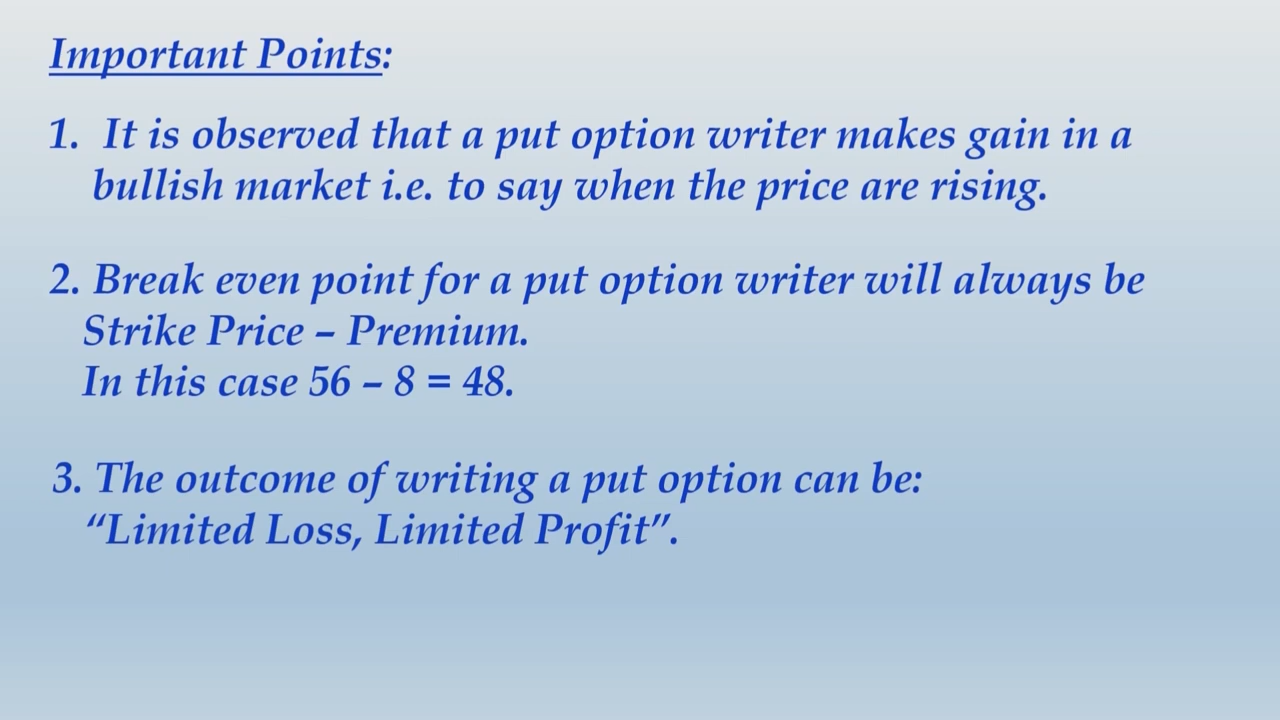 Important Points:
1. It is observed that a put option writer makes gain in a
bullish market i.e. to say when the price are rising.
2. Break even point for a put option writer will always be
Strike Price – Premium.
In this case 56 – 8 = 48.
3. The outcome of writing a put option can be:
“Limited Loss, Limited Profit”.